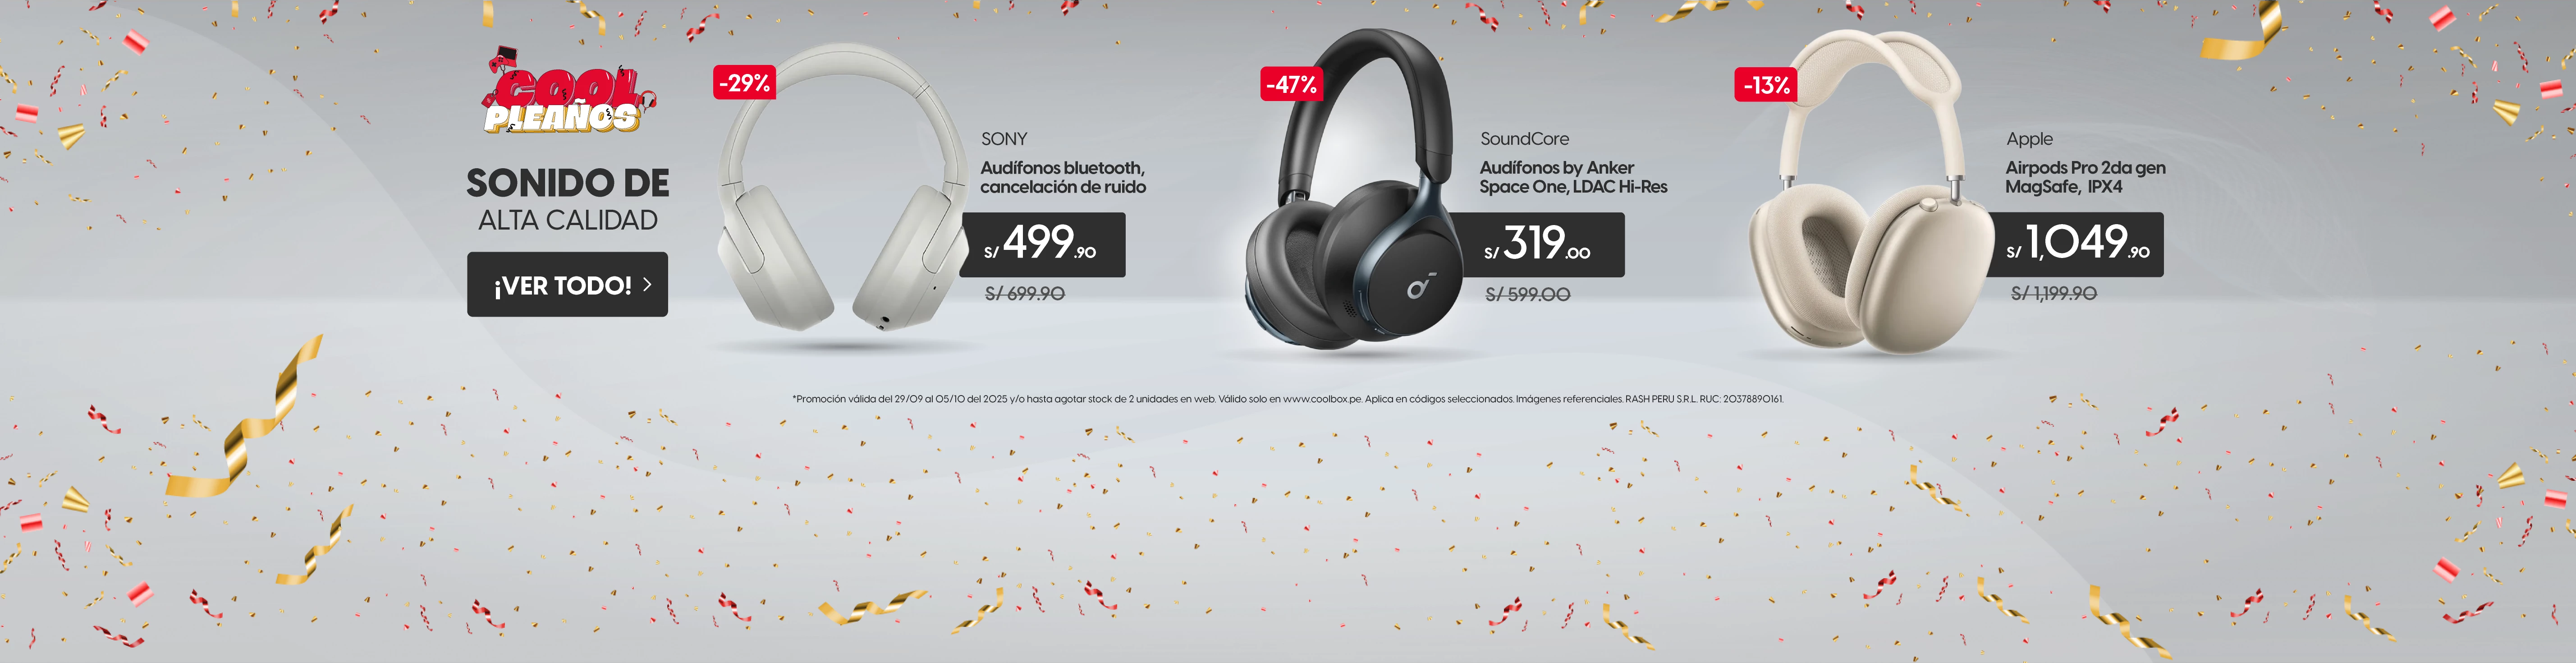 COOL
PLEAÑOS
SONIDO DE
ALTA CALIDAD
¡VER TODO! >
-29%
SONY
Audífonos bluetooth,
cancelación de ruido
S/ 499.90
S/ 699.90
-47%
SoundCore
Audífonos by Anker
Space One, LDAC Hi-Res
S/ 319.00
S/ 599.00
-13%
Apple
Airpods Pro 2da gen
MagSafe, IPX4
S/ 1,049.90
S/ 1,199.90
*Promoción válida del 29/09 al 05/10 del 2025 y/o hasta agotar stock de 2 unidades en web. Válido solo en www.coolbox.pe. Aplica en códigos seleccionados. Imágenes referenciales. RASH PERU S.R.L. RUC: 20378890161.